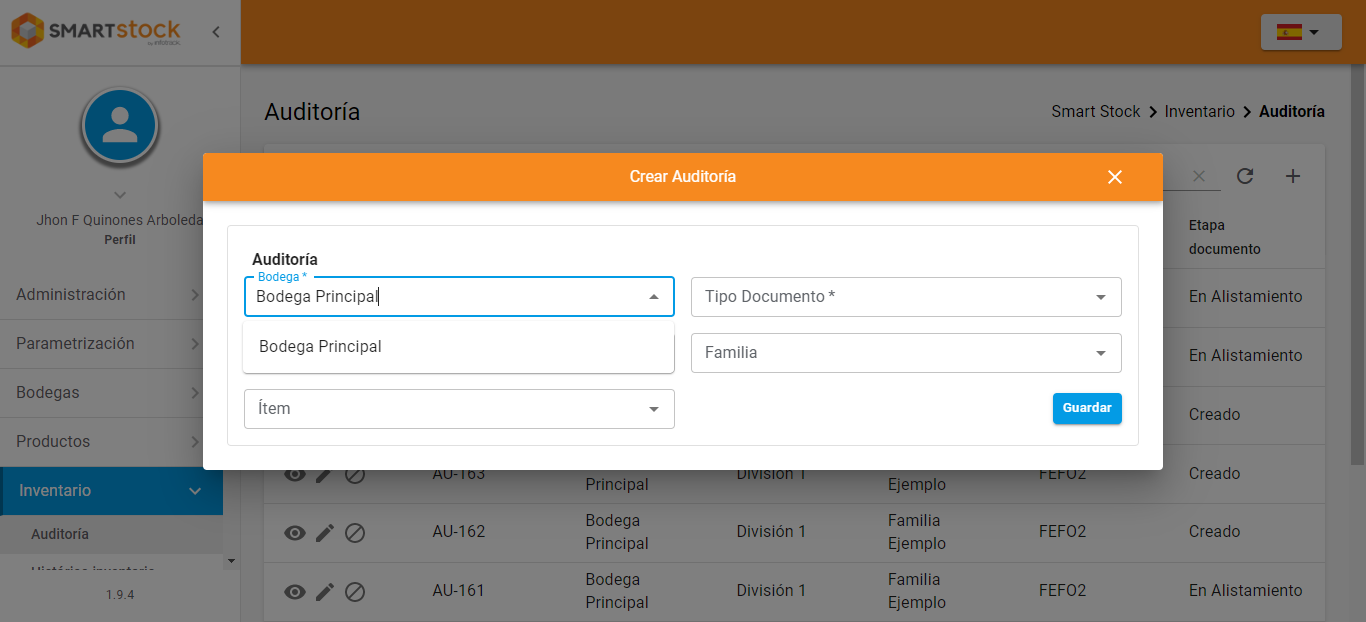 SMARTstock
Auditoría
Smart Stock
Inventario
Auditoría
Jhon F Quinones Arboleda
Perfil
Administración
Parametrización
Bodegas
Productos
Inventario
Auditoría
Histórico inventario
1.9.4
Crear Auditoría
Auditoría
Bodega *
Bodega Principal
Tipo Documento *
Bodega Principal
Familia
Ítem
Guardar
Etapa
documento
En Alistamiento
En Alistamiento
Creado
AU-163
Principal
División 1
Ejemplo
FEFO2
Creado
AU-162
Bodega
Principal
División 1
Familia
Ejemplo
FEFO2
Creado
AU-161
Bodega
Principal
División 1
Familia
Ejemplo
FEFO2
En Alistamiento